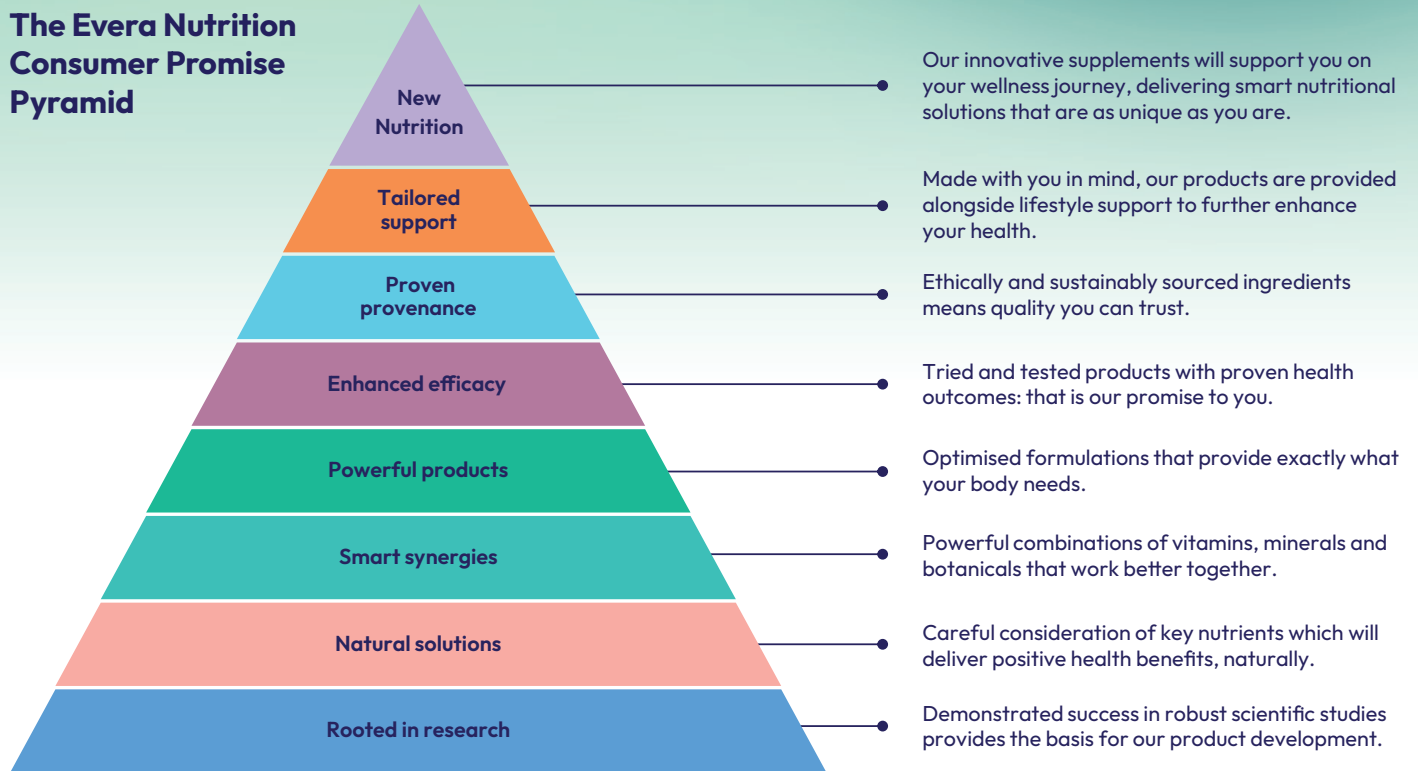 The Evera Nutrition
Consumer Promise
Pyramid
New
Nutrition
Our innovative supplements will support you on
your wellness journey, delivering smart nutritional
solutions that are as unique as you are.
Tailored
support
Made with you in mind, our products are provided
alongside lifestyle support to further enhance
your health.
Proven
provenance
Ethically and sustainably sourced ingredients
means quality you can trust.
Enhanced efficacy
Tried and tested products with proven health
outcomes: that is our promise to you.
Powerful products
Optimised formulations that provide exactly what
your body needs.
Smart synergies
Powerful combinations of vitamins, minerals and
botanicals that work better together.
Natural solutions
Careful consideration of key nutrients which will
deliver positive health benefits, naturally.
Rooted in research
Demonstrated success in robust scientific studies
provides the basis for our product development.